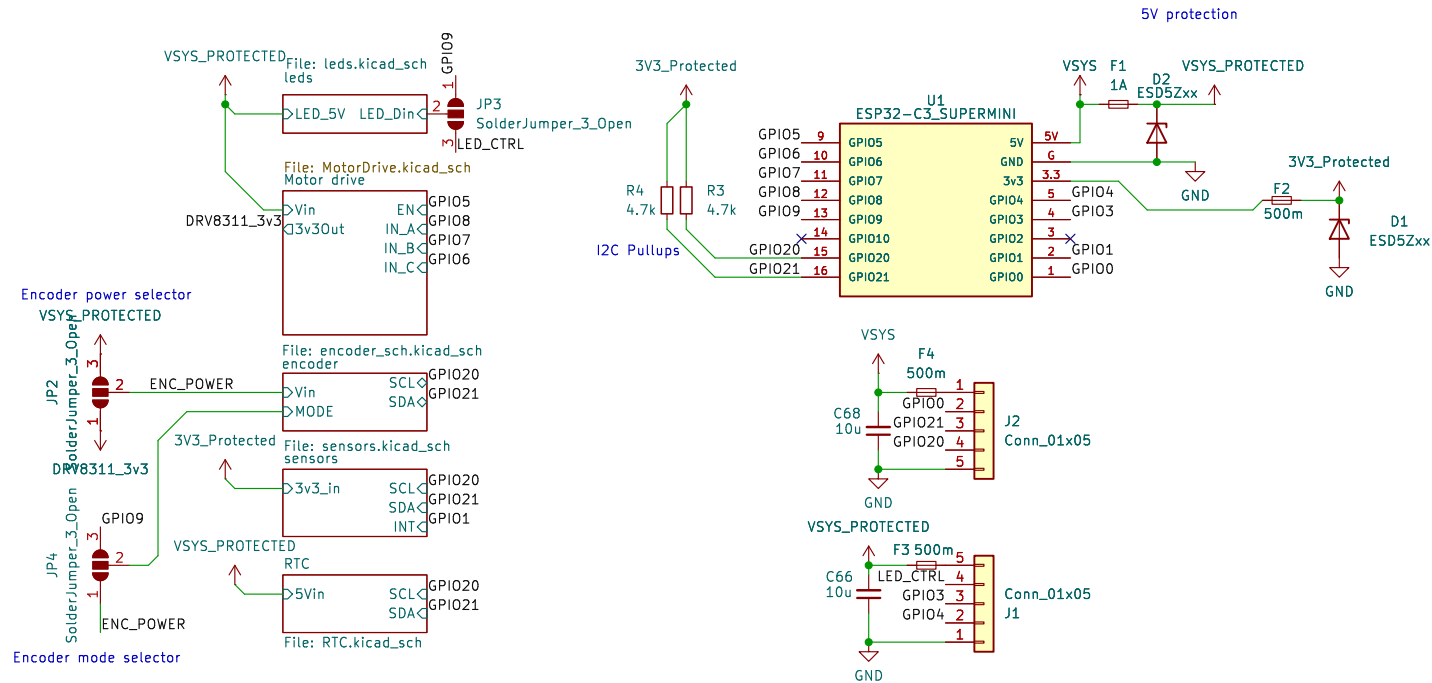 5V protection
VSYS_PROTECTED
File: leds.kicad_sch
leds
LED_5V
LED_Din
GPIO9
1
2
3
JP3
SolderJumper_3_Open
LED_CTRL
File: MotorDrive.kicad_sch
Motor drive
Vin
3v3Out
DRV8311_3v3
EN
IN_A
IN_B
IN_C
GPIO5
GPIO8
GPIO7
GPIO6
Encoder power selector
VSYS_PROTECTED
JP2
SolderJumper_3_Open
3
2
1
DRV8311_3v3
ENC_POWER
File: encoder_sch.kicad_sch
encoder
Vin
MODE
SCL
SDA
GPIO20
GPIO21
3V3_Protected
File: sensors.kicad_sch
sensors
3v3_in
SCL
SDA
INT
GPIO20
GPIO21
GPIO1
GPIO9
JP4
SolderJumper_3_Open
3
2
1
ENC_POWER
Encoder mode selector
VSYS_PROTECTED
RTC
5Vin
SCL
SDA
GPIO20
GPIO21
File: RTC.kicad_sch
3V3_Protected
R4
4.7k
R3
4.7k
I2C Pullups
U1
ESP32-C3_SUPERMINI
GPIO5
GPIO6
GPIO7
GPIO8
GPIO9
GPIO20
GPIO21
9
10
11
12
13
14
15
16
GPIO5
GPIO6
GPIO7
GPIO8
GPIO9
GPIO10
GPIO20
GPIO21
5V
GND
3v3
GPIO4
GPIO3
GPIO2
GPIO1
GPIO0
5V
G
3.3
5
4
3
2
1
GPIO4
GPIO3
GPIO1
GPIO0
VSYS
F1
1A
D2
ESD5Zxx
VSYS_PROTECTED
GND
3V3_Protected
F2
500m
D1
ESD5Zxx
GND
VSYS
F4
500m
C68
10u
GPIO0
GPIO21
GPIO20
1
2
3
4
5
J2
Conn_01x05
GND
VSYS_PROTECTED
F3 500m
C66
10u
LED_CTRL
GPIO3
GPIO4
5
4
3
2
1
Conn_01x05
J1
GND